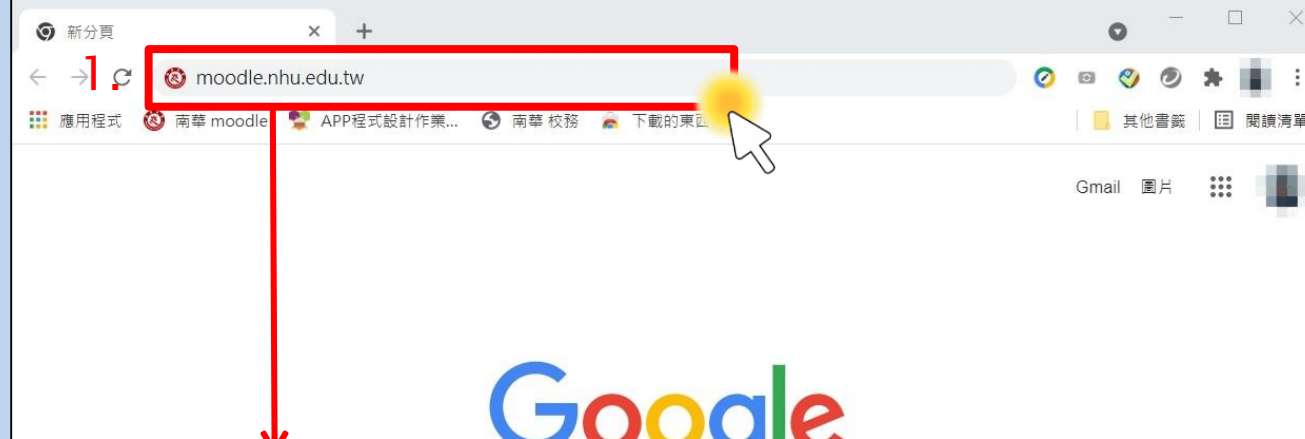 新分頁
1.
moodle.nhu.edu.tw
應用程式 南華 moodle APP程式設計作業... 南華 校務 下載的東西 其他書籤 閱讀清單
Gmail 圖片
Google